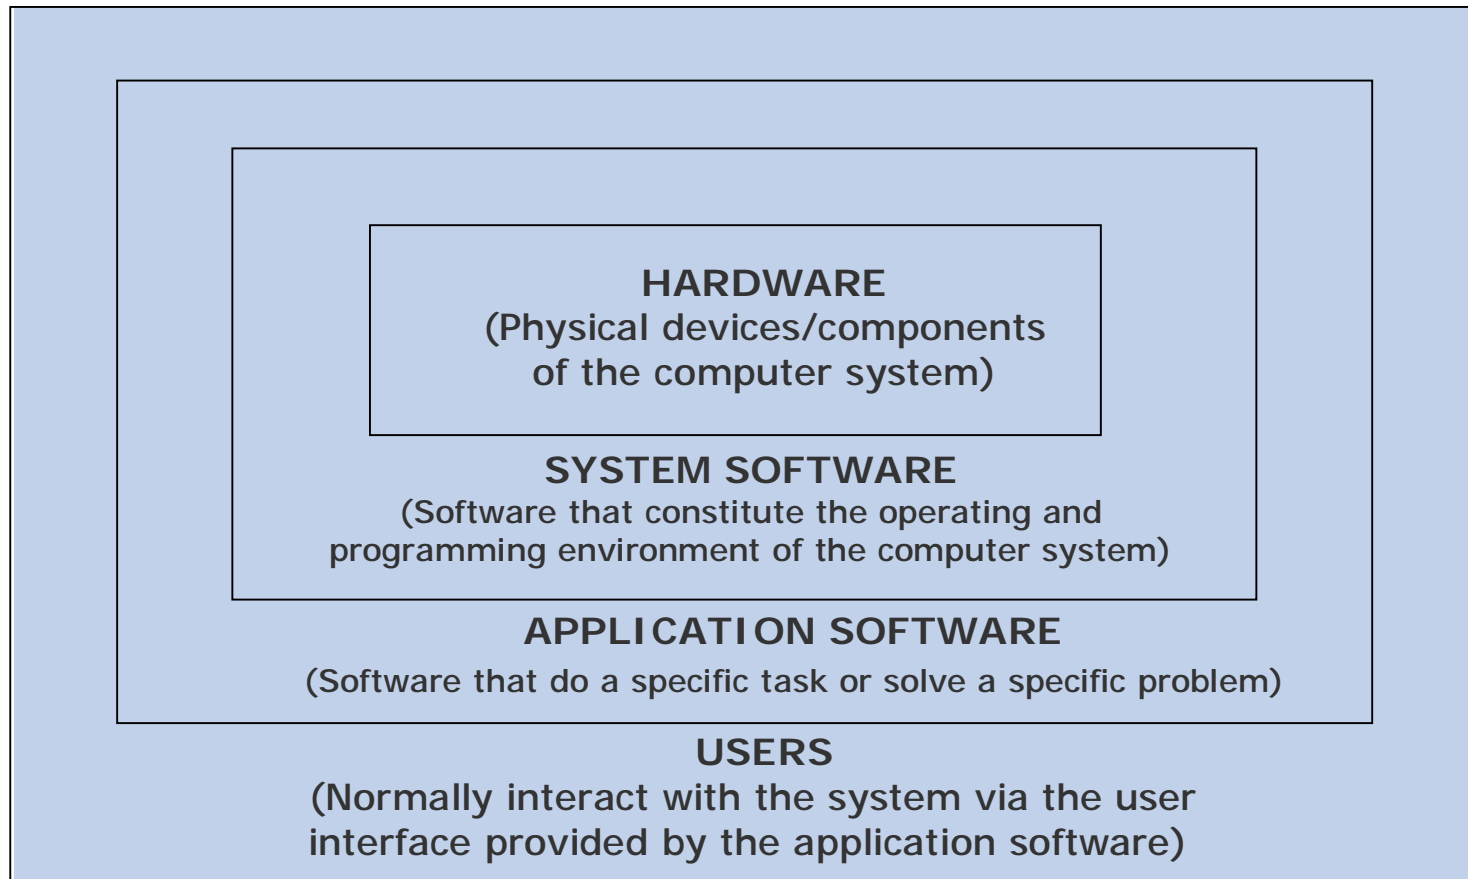 HARDWARE
(Physical devices/components
of the computer system)
SYSTEM SOFTWARE
(Software that constitute the operating and
programming environment of the computer system)
APPLICATION SOFTWARE
(Software that do a specific task or solve a specific problem)
USERS
(Normally interact with the system via the user
interface provided by the application software)